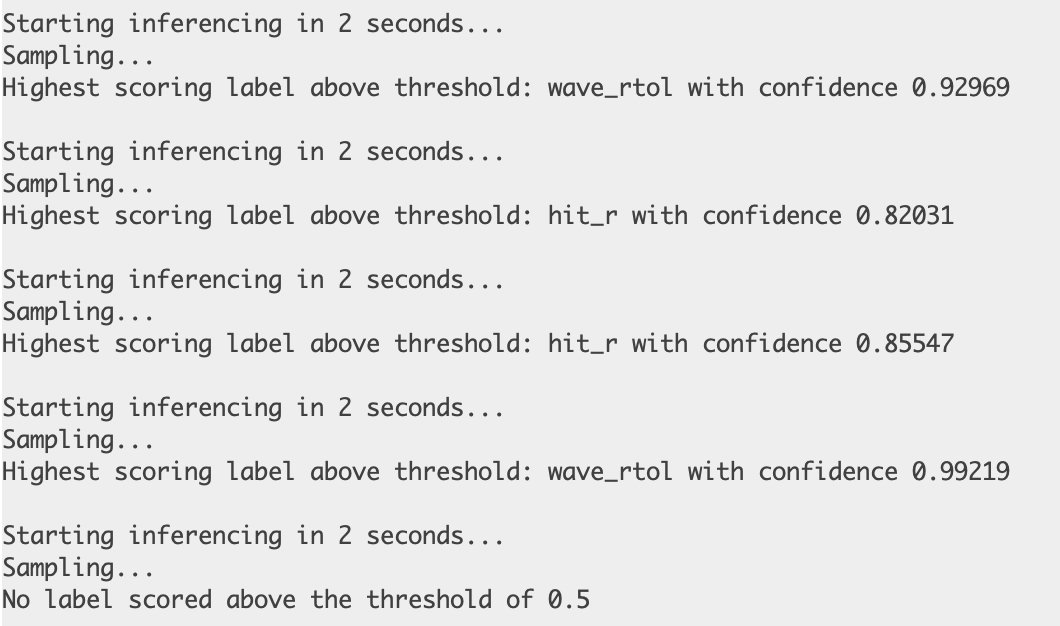 Starting inferencing in 2 seconds...
Sampling...
Highest scoring label above threshold: wave_rtol with confidence 0.92969
Starting inferencing in 2 seconds...
Sampling...
Highest scoring label above threshold: hit_r with confidence 0.82031
Starting inferencing in 2 seconds...
Sampling...
Highest scoring label above threshold: hit_r with confidence 0.85547
Starting inferencing in 2 seconds...
Sampling...
Highest scoring label above threshold: wave_rtol with confidence 0.99219
Starting inferencing in 2 seconds...
Sampling...
No label scored above the threshold of 0.5